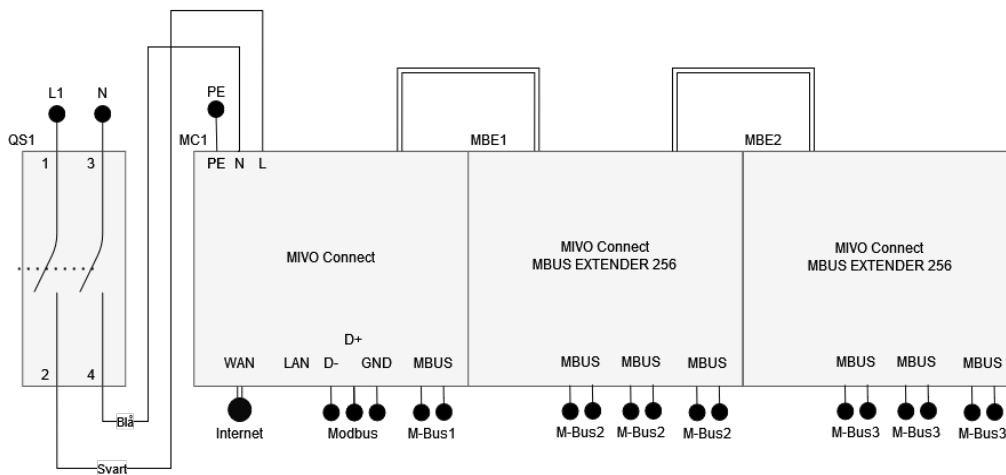 L1 N PE
QS1 MC1 MBE1 MBE2
1 3 PE N L
MIVO Connect
MIVO Connect
MBUS EXTENDER 256
MIVO Connect
MBUS EXTENDER 256
D+
WAN LAN D- GND MBUS MBUS MBUS MBUS MBUS MBUS MBUS
2 4
Blå
Internet Modbus M-Bus1 M-Bus2 M-Bus2 M-Bus2 M-Bus3 M-Bus3 M-Bus3
Svart